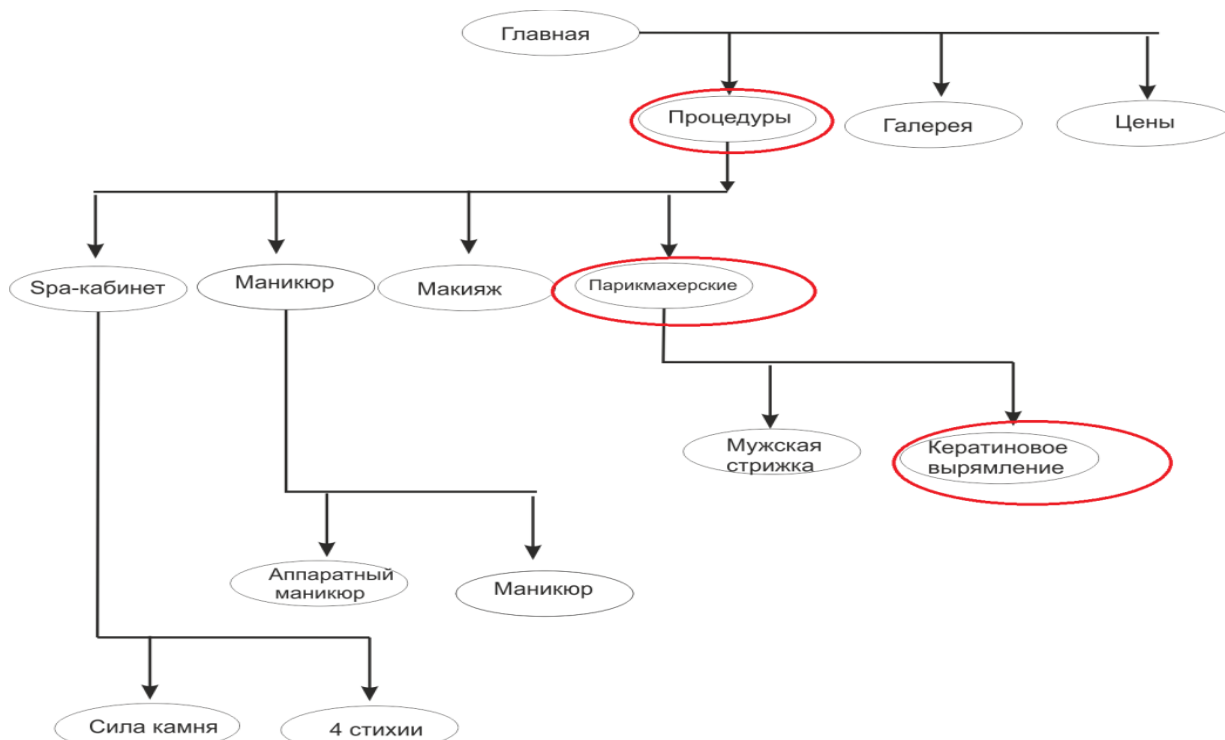 Главная
Процедуры
Галерея
Цены
Spa-кабинет
Маникюр
Макияж
Парикмахерские
Мужская
стрижка
Кератиновое
вырямление
Аппаратный
маникюр
Маникюр
Сила камня
4 стихии